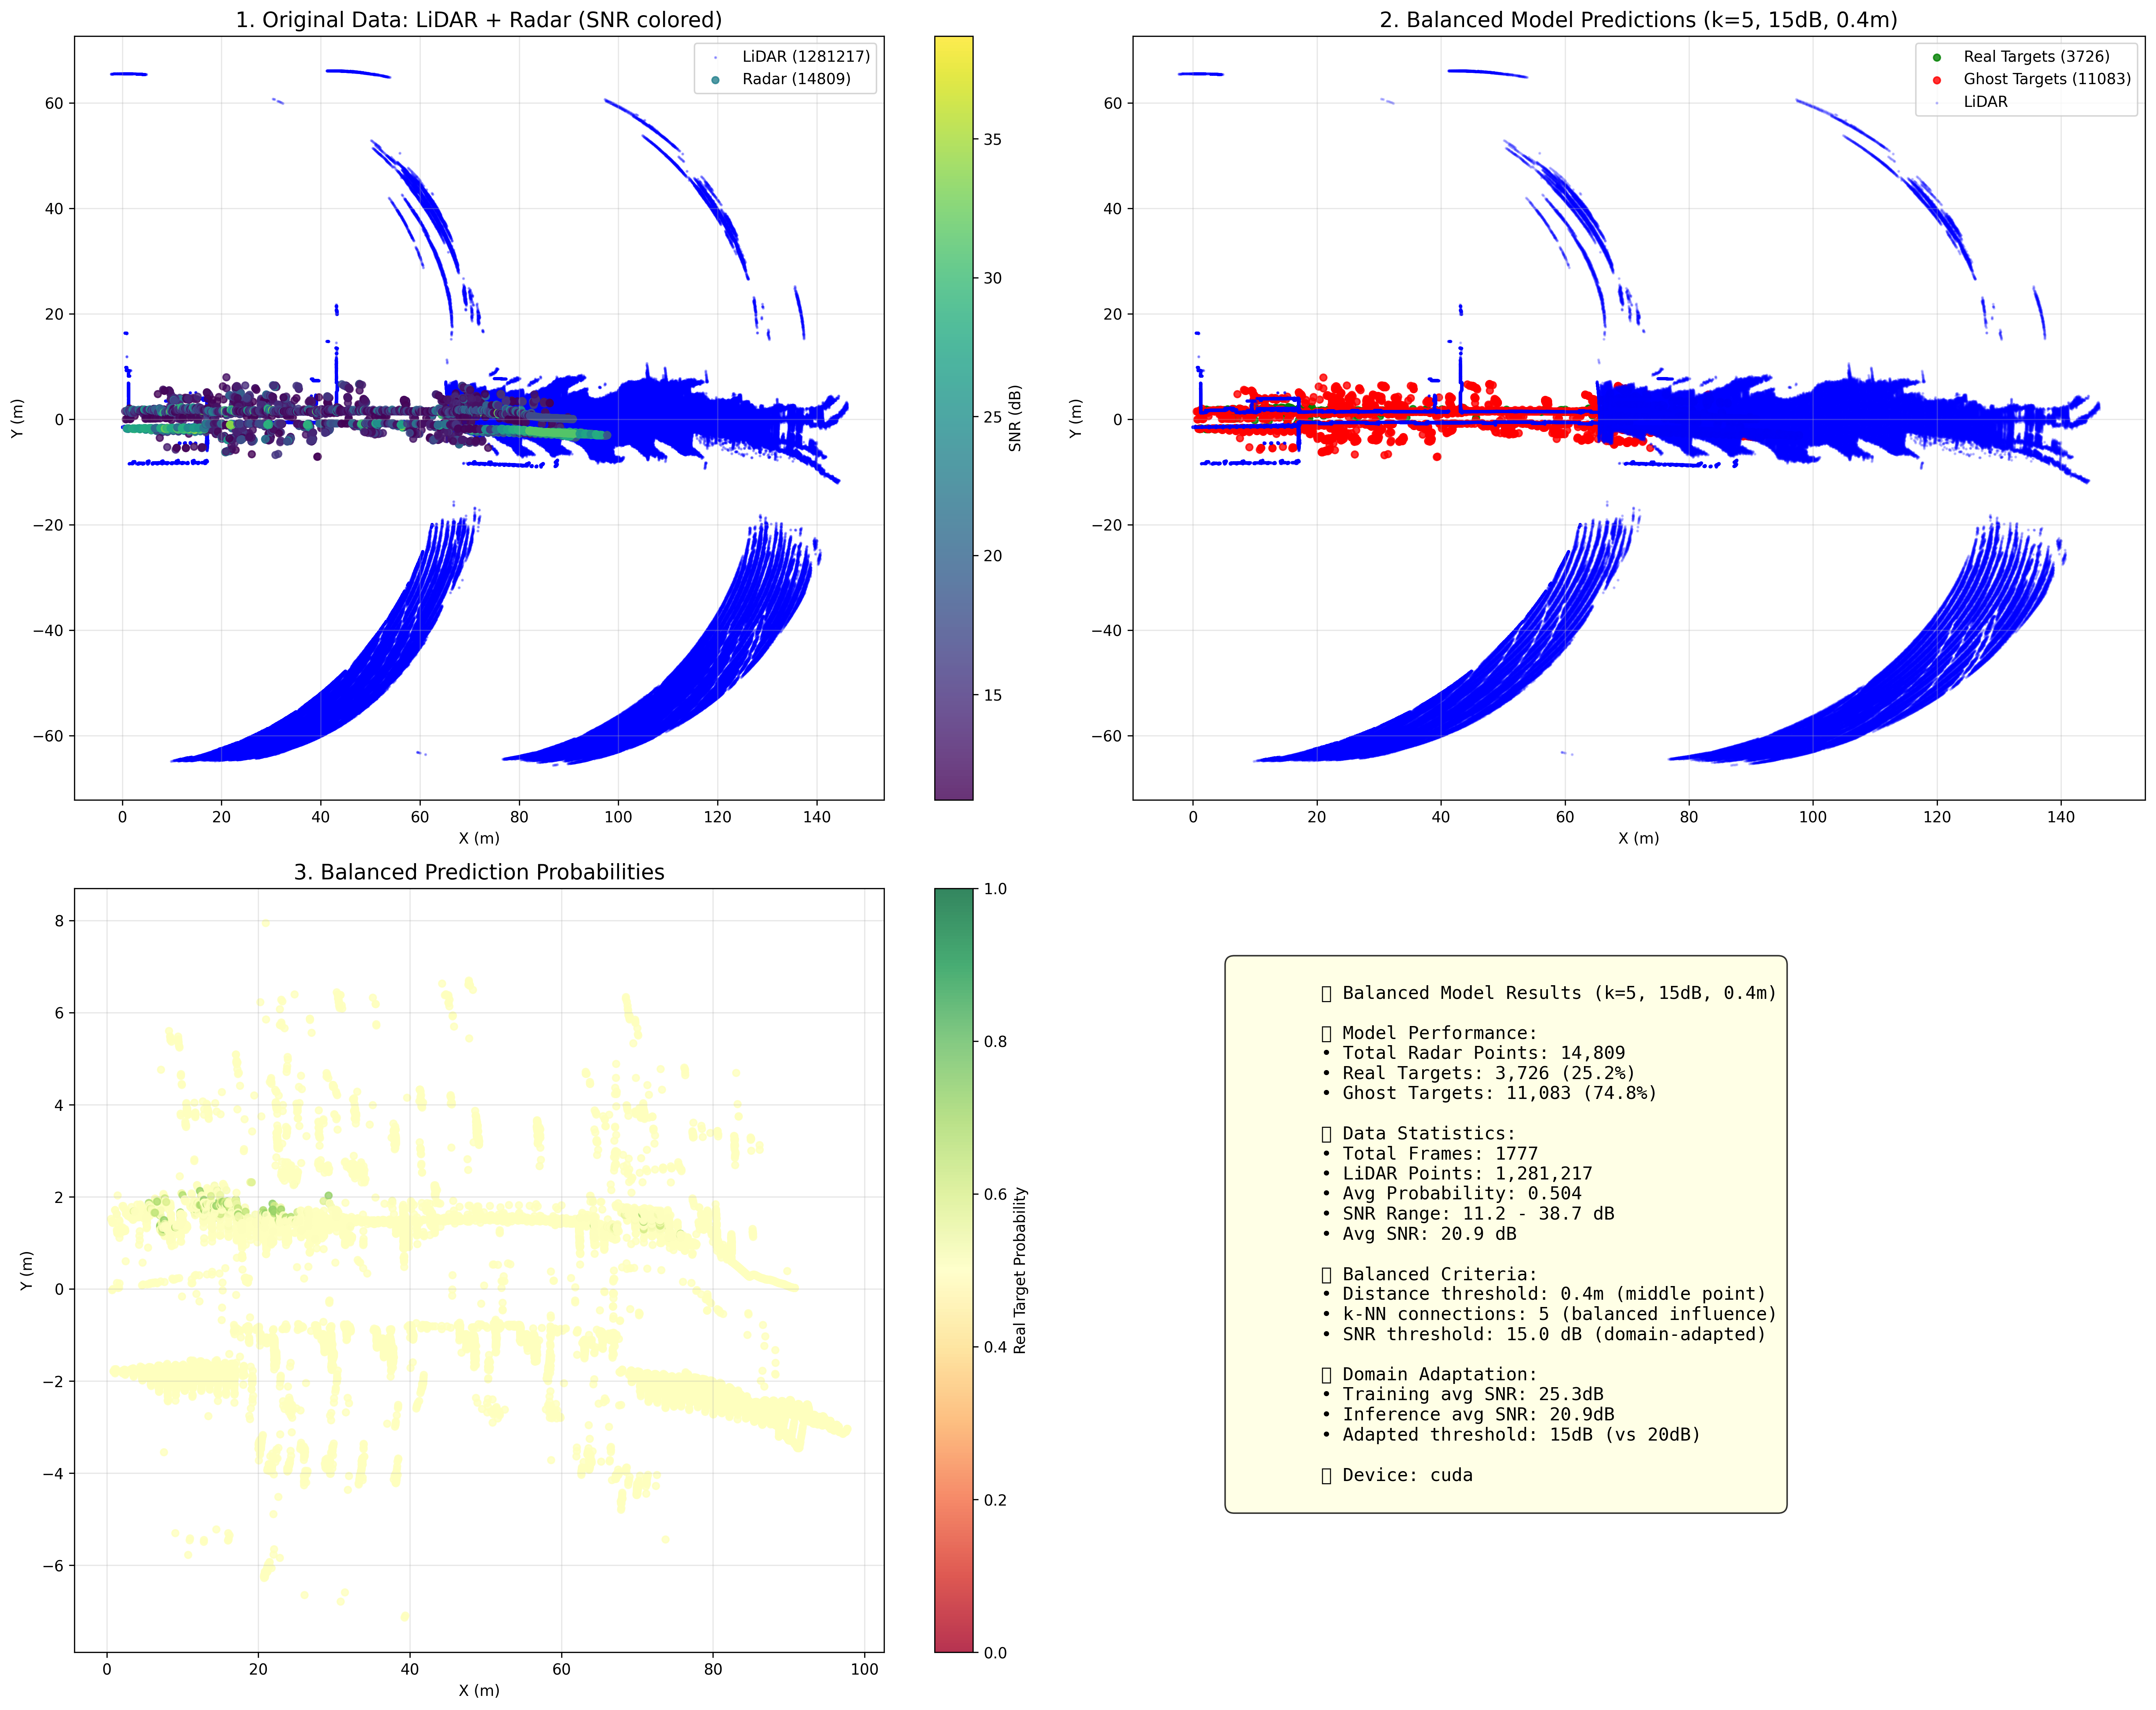 1. Original Data: LiDAR + Radar (SNR colored)
LiDAR (1281217)
Radar (14809)
60
40
20
0
−20
−40
−60
Y (m)
0
20
40
60
80
100
120
140
X (m)
35
30
25
20
15
SNR (dB)
2. Balanced Model Predictions (k=5, 15dB, 0.4m)
Real Targets (3726)
Ghost Targets (11083)
LiDAR
60
40
20
0
−20
−40
−60
Y (m)
0
20
40
60
80
100
120
140
X (m)
3. Balanced Prediction Probabilities
8
6
4
2
0
−2
−4
−6
Y (m)
0
20
40
60
80
100
X (m)
1.0
0.8
0.6
0.4
0.2
0.0
Real Target Probability
Balanced Model Results (k=5, 15dB, 0.4m)
Model Performance:
• Total Radar Points: 14,809
• Real Targets: 3,726 (25.2%)
• Ghost Targets: 11,083 (74.8%)
Data Statistics:
• Total Frames: 1777
• LiDAR Points: 1,281,217
• Avg Probability: 0.504
• SNR Range: 11.2 - 38.7 dB
• Avg SNR: 20.9 dB
Balanced Criteria:
• Distance threshold: 0.4m (middle point)
• k-NN connections: 5 (balanced influence)
• SNR threshold: 15.0 dB (domain-adapted)
Domain Adaptation:
• Training avg SNR: 25.3dB
• Inference avg SNR: 20.9dB
• Adapted threshold: 15dB (vs 20dB)
Device: cuda